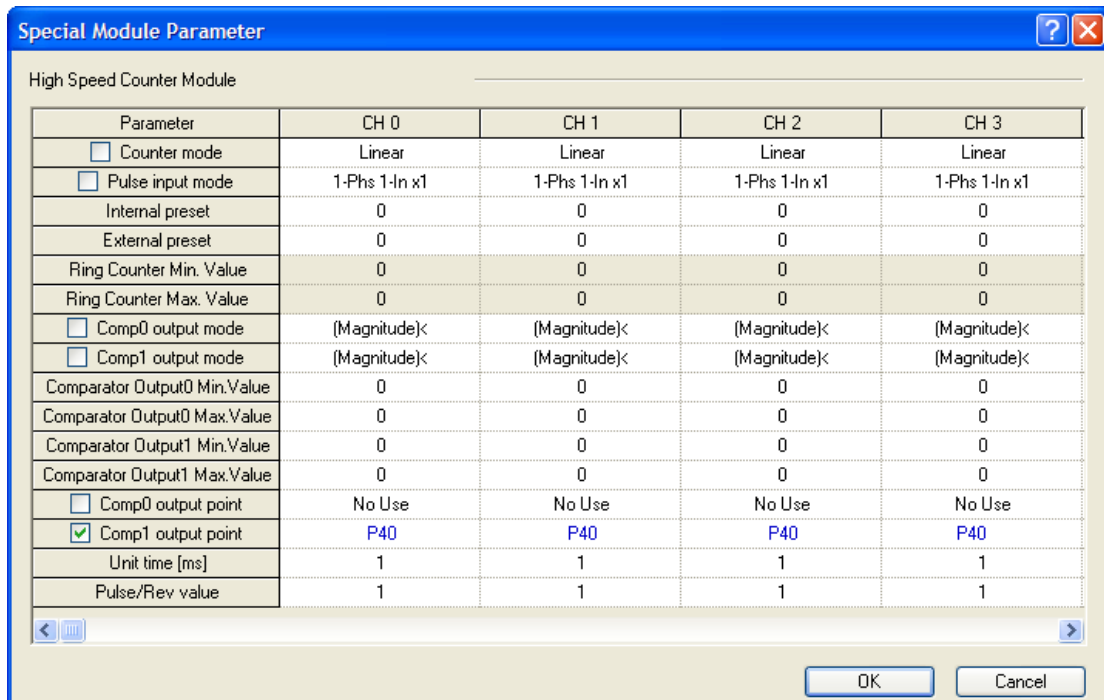 Special Module Parameter
High Speed Counter Module
Parameter CH 0 CH 1 CH 2 CH 3
Counter mode Linear Linear Linear Linear
Pulse input mode 1-Phs 1-In x1 1-Phs 1-In x1 1-Phs 1-In x1 1-Phs 1-In x1
Internal preset 0 0 0 0
External preset 0 0 0 0
Ring Counter Min. Value 0 0 0 0
Ring Counter Max. Value 0 0 0 0
Comp0 output mode (Magnitude)< (Magnitude)< (Magnitude)< (Magnitude)<
Comp1 output mode (Magnitude)< (Magnitude)< (Magnitude)< (Magnitude)<
Comparator Output0 Min.Value 0 0 0 0
Comparator Output0 Max.Value 0 0 0 0
Comparator Output1 Min.Value 0 0 0 0
Comparator Output1 Max.Value 0 0 0 0
Comp0 output point No Use No Use No Use No Use
Comp1 output point P40 P40 P40 P40
Unit time [ms] 1 1 1 1
Pulse/Rev value 1 1 1 1
OK Cancel